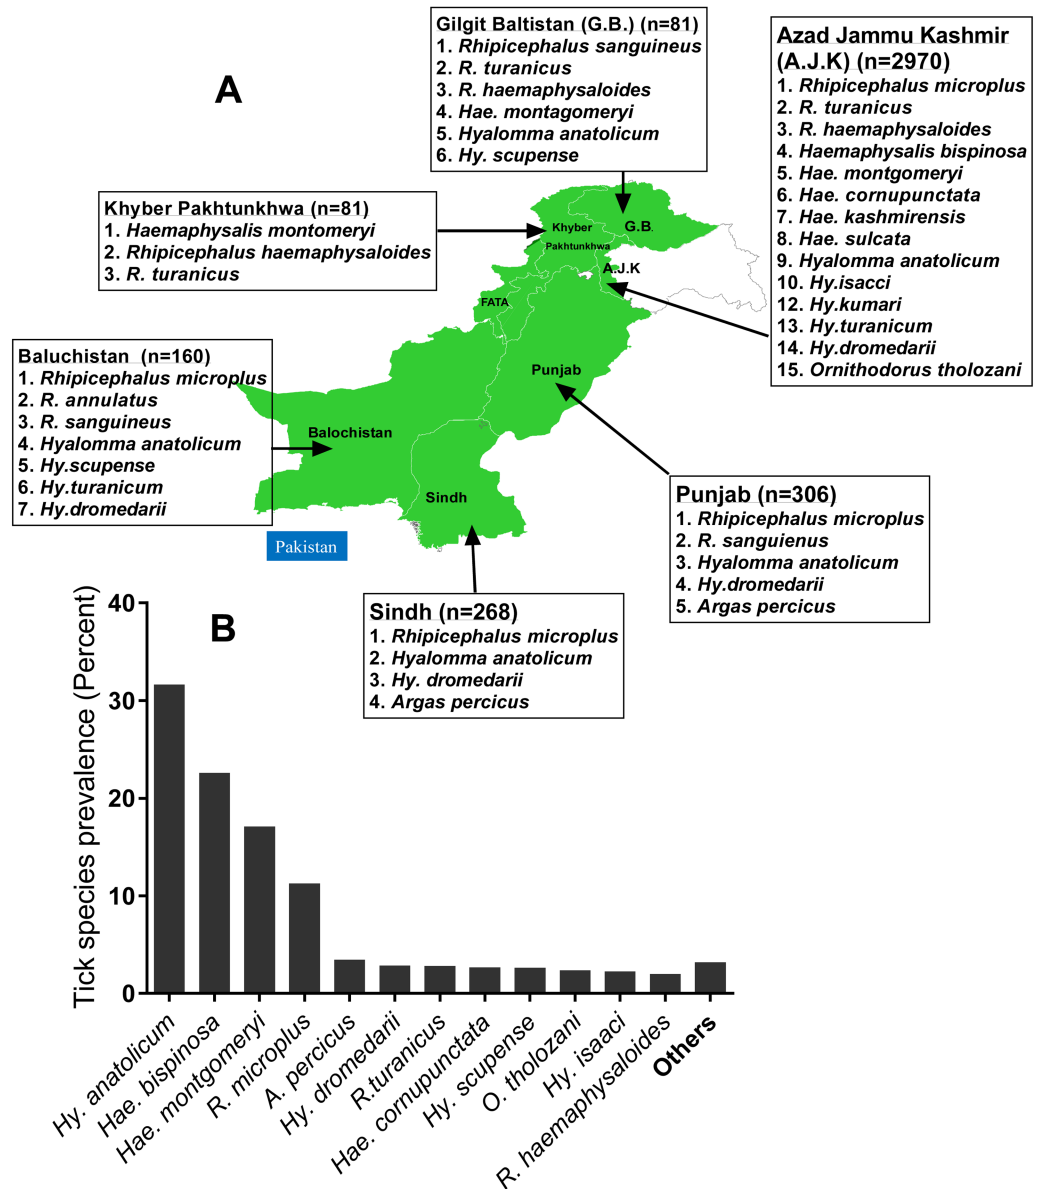 A
Gilgit Baltistan (G.B.) (n=81)
1. Rhipicephalus sanguineus
2. R. turanicus
3. R. haemaphysaloides
4. Hae. montagomeryi
5. Hyalomma anatolicum
6. Hy. scupense
Azad Jammu Kashmir
(A.J.K) (n=2970)
1. Rhipicephalus microplus
2. R. turanicus
3. R. haemaphysaloides
4. Haemaphysalis bispinosa
5. Hae. montgomeryi
6. Hae. cornupunctata
7. Hae. kashmirensis
8. Hae. sulcata
9. Hyalomma anatolicum
10. Hy.isacci
12. Hy.kumari
13. Hy.turanicum
14. Hy.dromedarii
15. Ornithodorus tholozani
Khyber Pakhtunkhwa (n=81)
1. Haemaphysalis montomeryi
2. Rhipicephalus haemaphysaloides
3. R. turanicus
Khyber
Pakhtunkhwa
G.B.
A.J.K
FATA
Punjab
Balochistan
Sindh
Baluchistan (n=160)
1. Rhipicephalus microplus
2. R. annulatus
3. R. sanguineus
4. Hyalomma anatolicum
5. Hy.scupense
6. Hy.turanicum
7. Hy.dromedarii
Pakistan
Punjab (n=306)
1. Rhipicephalus microplus
2. R. sanguienus
3. Hyalomma anatolicum
4. Hy.dromedarii
5. Argas percicus
Sindh (n=268)
1. Rhipicephalus microplus
2. Hyalomma anatolicum
3. Hy. dromedarii
4. Argas percicus
B
Tick species prevalence (Percent)
40
30
20
10
0
Hy. anatolicum
Hae. bispinosa
Hae. montgomeryi
R. microplus
A. percicus
Hy. dromedarii
R.turanicus
Hae. cornupunctata
Hy. scupense
O. tholozani
Hy. isaaci
R. haemaphysaloides
Others